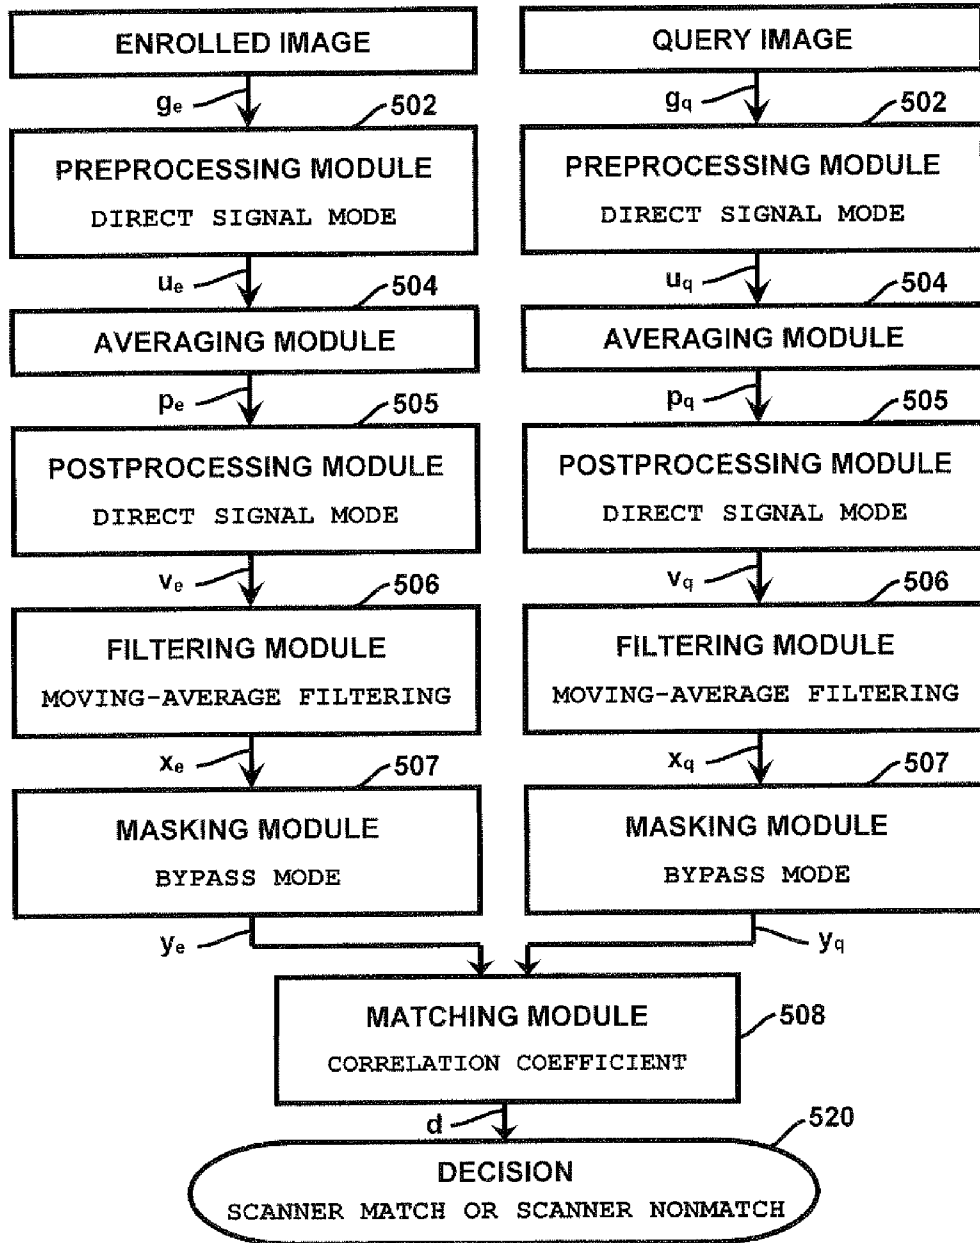 ENROLLED IMAGE
QUERY IMAGE
ge
gq
502
502
PREPROCESSING MODULE
DIRECT SIGNAL MODE
PREPROCESSING MODULE
DIRECT SIGNAL MODE
ue
uq
504
504
AVERAGING MODULE
AVERAGING MODULE
pe
pq
505
505
POSTPROCESSING MODULE
DIRECT SIGNAL MODE
POSTPROCESSING MODULE
DIRECT SIGNAL MODE
ve
vq
506
506
FILTERING MODULE
MOVING-AVERAGE FILTERING
FILTERING MODULE
MOVING-AVERAGE FILTERING
xe
xq
507
507
MASKING MODULE
BYPASS MODE
MASKING MODULE
BYPASS MODE
ye
yq
MATCHING MODULE
CORRELATION COEFFICIENT
508
d
520
DECISION
SCANNER MATCH OR SCANNER NONMATCH